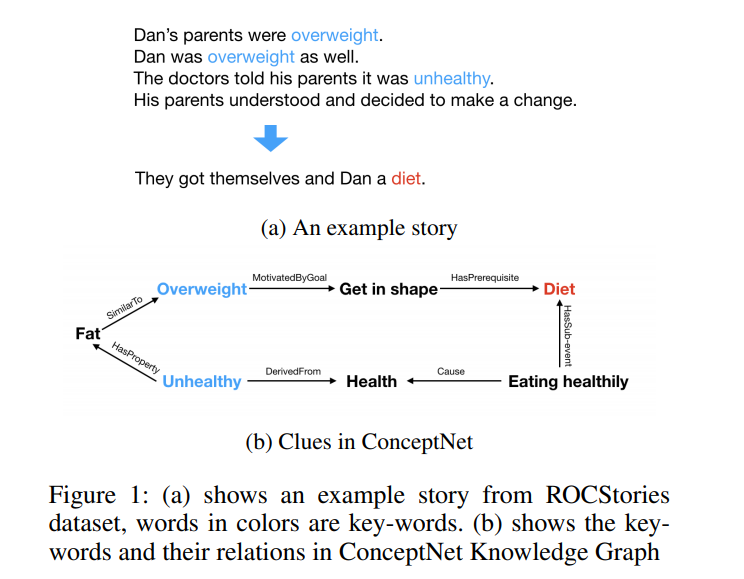 Dan's parents were overweight.
Dan was overweight as well.
The doctors told his parents it was unhealthy.
His parents understood and decided to make a change.
They got themselves and Dan a diet.
(a) An example story
Overweight MotivatedByGoal Get in shape HasPrerequisite Diet
SimilarTo
Fat
HasProperty
HasSub-event
Unhealthy DerivedFrom Health Cause Eating healthily
(b) Clues in ConceptNet
Figure 1: (a) shows an example story from ROCStories
dataset, words in colors are key-words. (b) shows the key-
words and their relations in ConceptNet Knowledge Graph